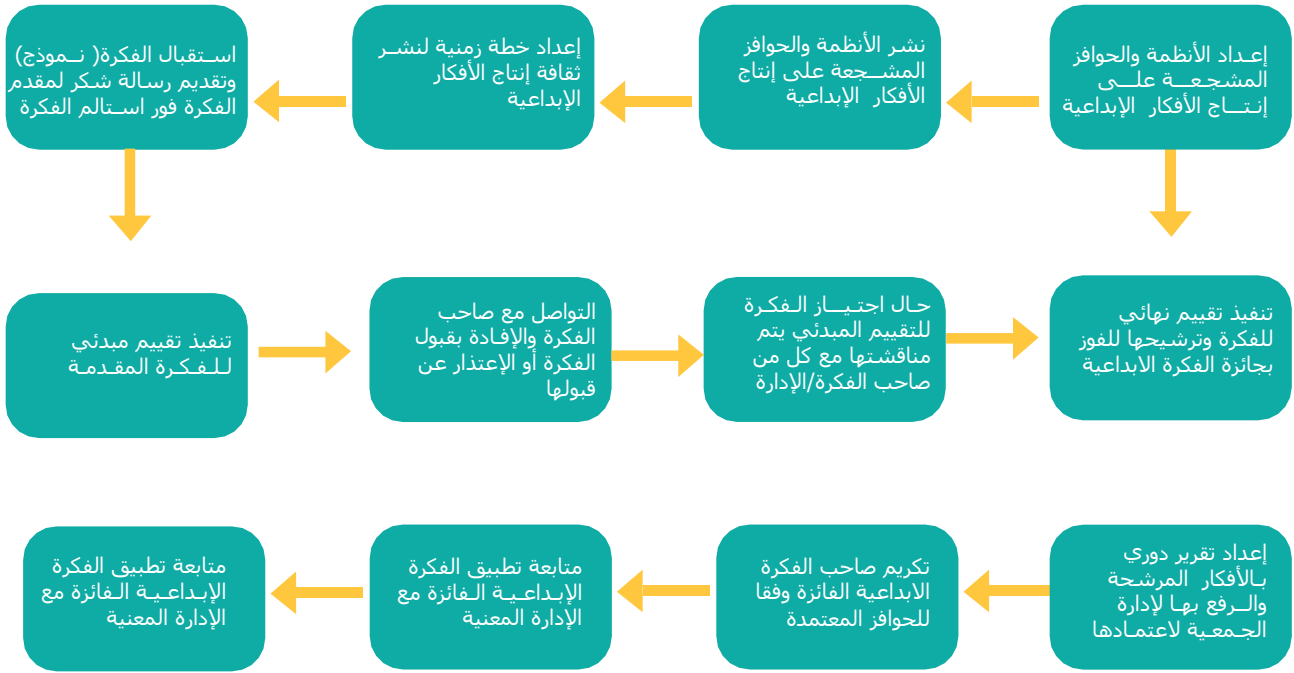 إعداد الأنظمة والحوافز
المشجعة على
إنتاج الأفكار الإبداعية
نشر الأنظمة والحوافز
المشجعة على إنتاج
الأفكار الإبداعية
إعداد خطة زمنية لنشر
ثقافة إنتاج الأفكار
الإبداعية
استقبال الفكرة( نموذج)
وتقديم رسالة شكر لمقدم
الفكرة فور استالم الفكرة
تنفيذ تقييم مبدئي
للفكرة المقدمة
التواصل مع صاحب
الفكرة والإفادة بقبول
الفكرة أو الإعتذار عن
قبولها
حال اجتياز الفكرة
للتقييم المبدئي يتم
مناقشتها مع كل من
صاحب الفكرة/الإدارة
تنفيذ تقييم نهائي
للفكرة وترشيحها للفوز
بجائزة الفكرة الابداعية
إعداد تقرير دوري
بالأفكار المرشحة
والرفع بها لإدارة
الجمعية لاعتمادها
تكريم صاحب الفكرة
الابداعية الفائزة وفقا
للحوافز المعتمدة
متابعة تطبيق الفكرة
الإبداعية الفائزة مع
الإدارة المعنية
متابعة تطبيق الفكرة
الإبداعية الفائزة مع
الإدارة المعنية